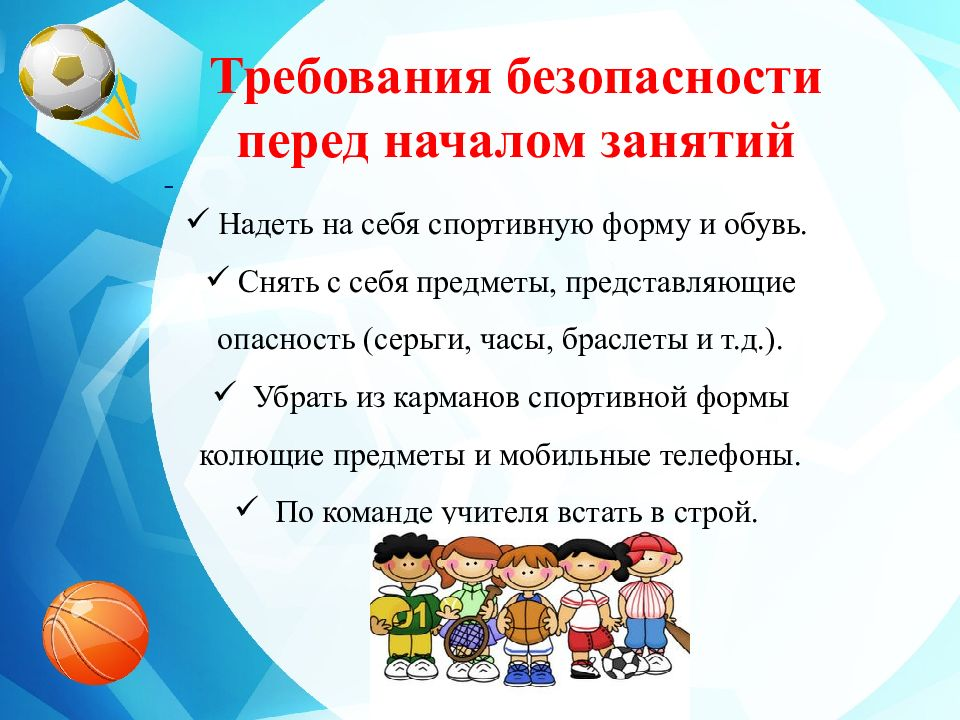 Требования безопасности
перед началом занятий
-
✓ Надеть на себя спортивную форму и обувь.
✓ Снять с себя предметы, представляющие
опасность (серьги, часы, браслеты и т.д.).
✓ Убрать из карманов спортивной формы
колющие предметы и мобильные телефоны.
✓ По команде учителя встать в строй.
1